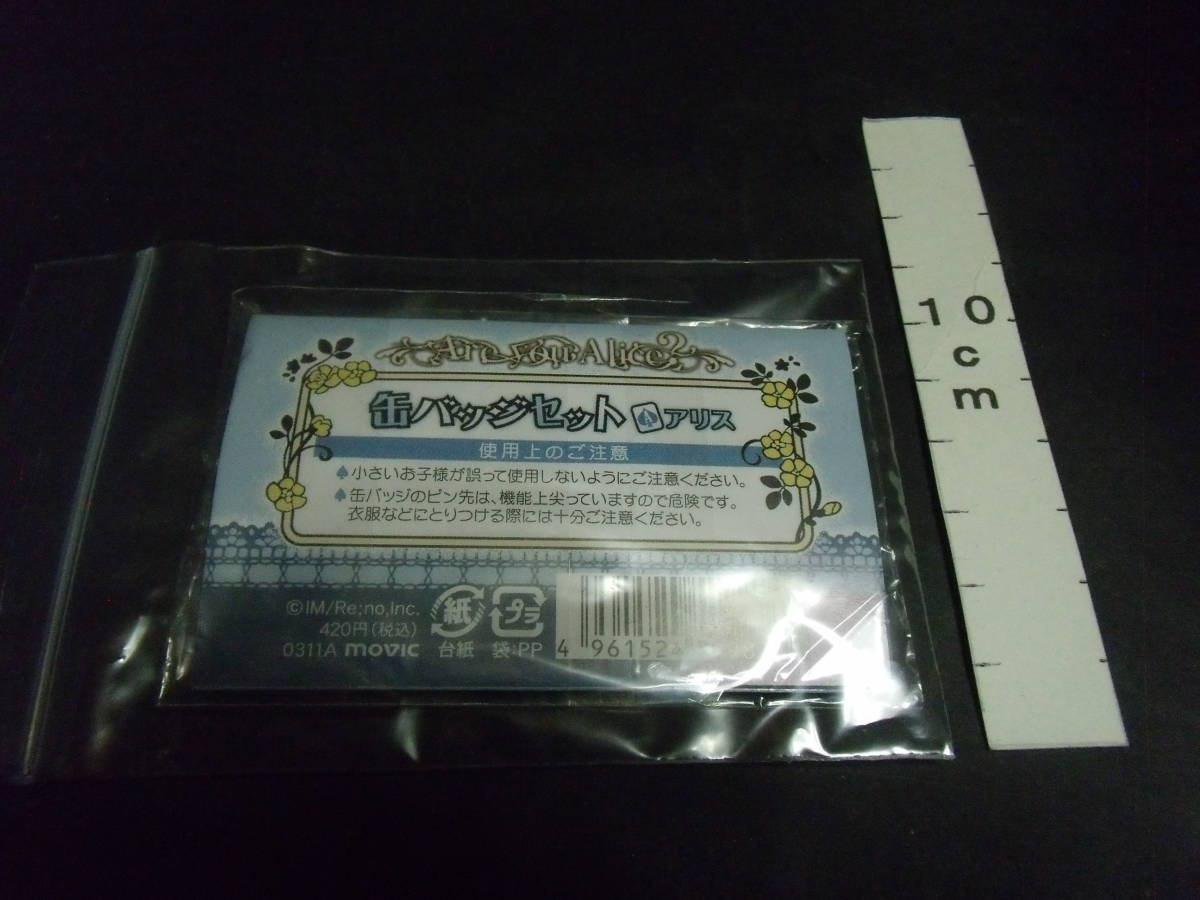 Are you Alice?
缶バッジセット アリス
使用上のご注意
♠小さいお子様が誤って使用しないようにご注意ください。
♠缶バッジのピン先は、機能上尖っていますので危険です。
衣服などにとりつける際には十分ご注意ください。
©IM/Re;no,Inc.
420円(税込)
0311A movic
紙
台紙
プラ
袋:PP
4 96152
10cm